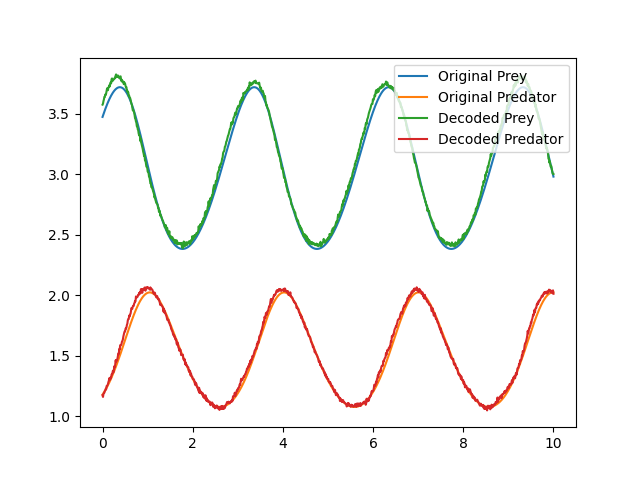 Original Prey
Original Predator
Decoded Prey
Decoded Predator
3.5
3.0
2.5
2.0
1.5
1.0
0 2 4 6 8 10